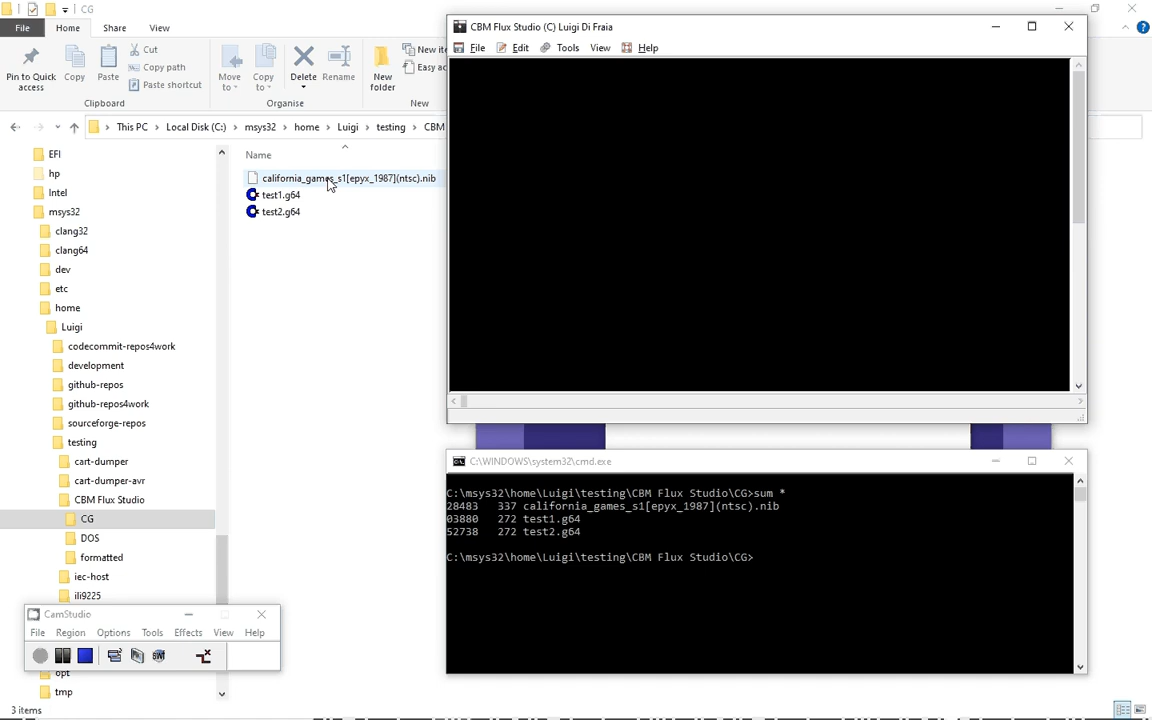 CG
File
Home
Share
View
Pin to Quick access
Copy
Paste
Cut
Copy path
Paste shortcut
Clipboard
Move to
Copy to
Delete
Rename
Organise
New folder
New ite
Easy ac
New
This PC > Local Disk (C:) > msys32 > home > Luigi > testing > CBM
EFI
hp
Intel
msys32
clang32
clang64
dev
etc
home
Luigi
codecommit-repos4work
development
github-repos
github-repos4work
sourceforge-repos
testing
cart-dumper
cart-dumper-avr
CBM Flux Studio
CG
DOS
formatted
iec-host
ili9225
opt
tmp
3 items
Name
california_games_s1[epyx_1987](ntsc).nib
test1.g64
test2.g64
CBM Flux Studio (C) Luigi Di Fraia
File Edit Tools View Help
C:\WINDOWS\system32\cmd.exe
C:\msys32\home\Luigi\testing\CBM Flux Studio\CG>sum *
28483 337 california_games_s1[epyx_1987](ntsc).nib
03880 272 test1.g64
52738 272 test2.g64
C:\msys32\home\Luigi\testing\CBM Flux Studio\CG>
CamStudio
File Region Options Tools Effects View Help